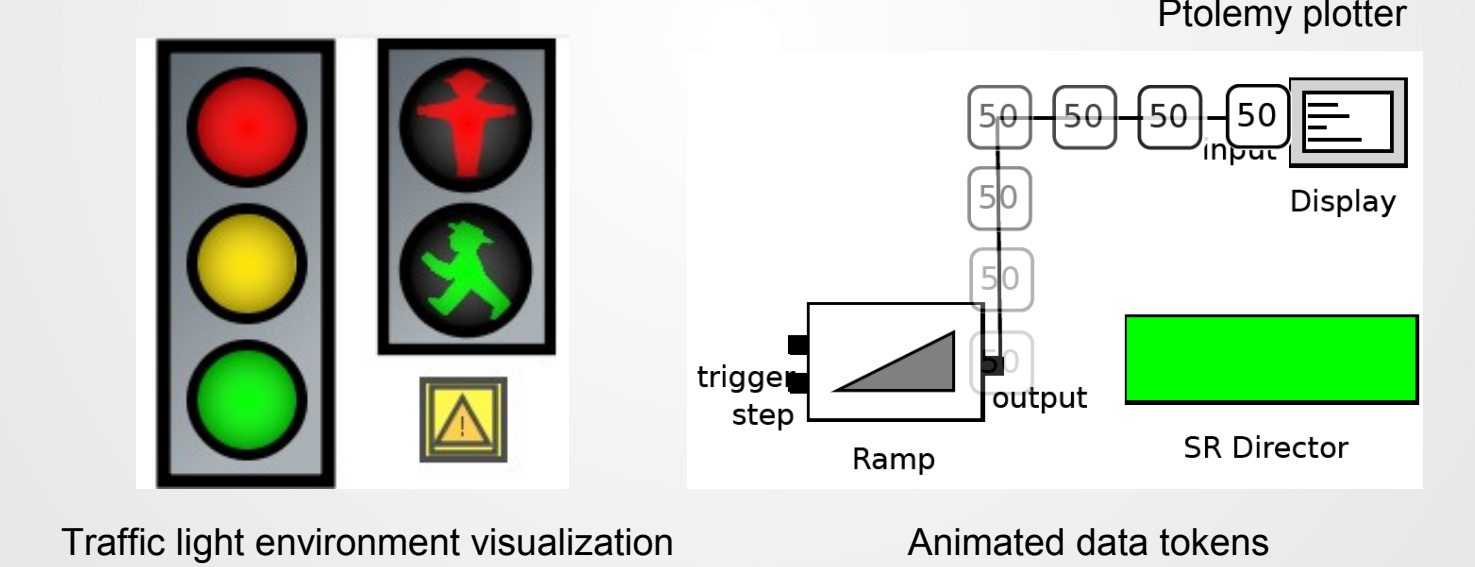 Ptolemy plotter
50 50 50 50
input
50
Display
50
50
trigger
output
step
SR Director
Ramp
!
Traffic light environment visualization
Animated data tokens